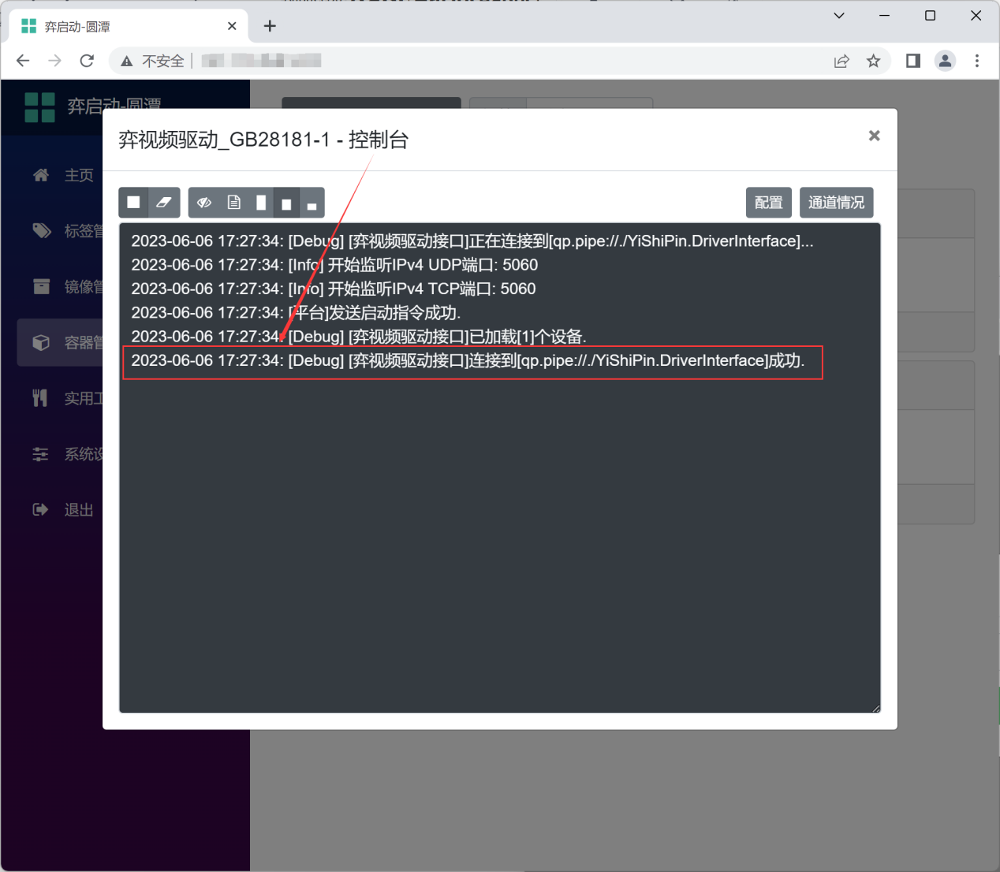 弈启动-圆潭
不安全
弈启动-圆潭
弈视频驱动_GB28181-1 - 控制台
主页
标签管
镜像管
容器管
实用工
系统设
退出
配置
通道情况
2023-06-06 17:27:34: [Debug] [弈视频驱动接口]正在连接到[qp.pipe://./YiShiPin.DriverInterface]...
2023-06-06 17:27:34: [Info] 开始监听IPv4 UDP端口: 5060
2023-06-06 17:27:34: [Info] 开始监听IPv4 TCP端口: 5060
2023-06-06 17:27:34: [平台]发送启动指令成功.
2023-06-06 17:27:34: [Debug] [弈视频驱动接口]已加载[1]个设备.
2023-06-06 17:27:34: [Debug] [弈视频驱动接口]连接到[qp.pipe://./YiShiPin.DriverInterface]成功.